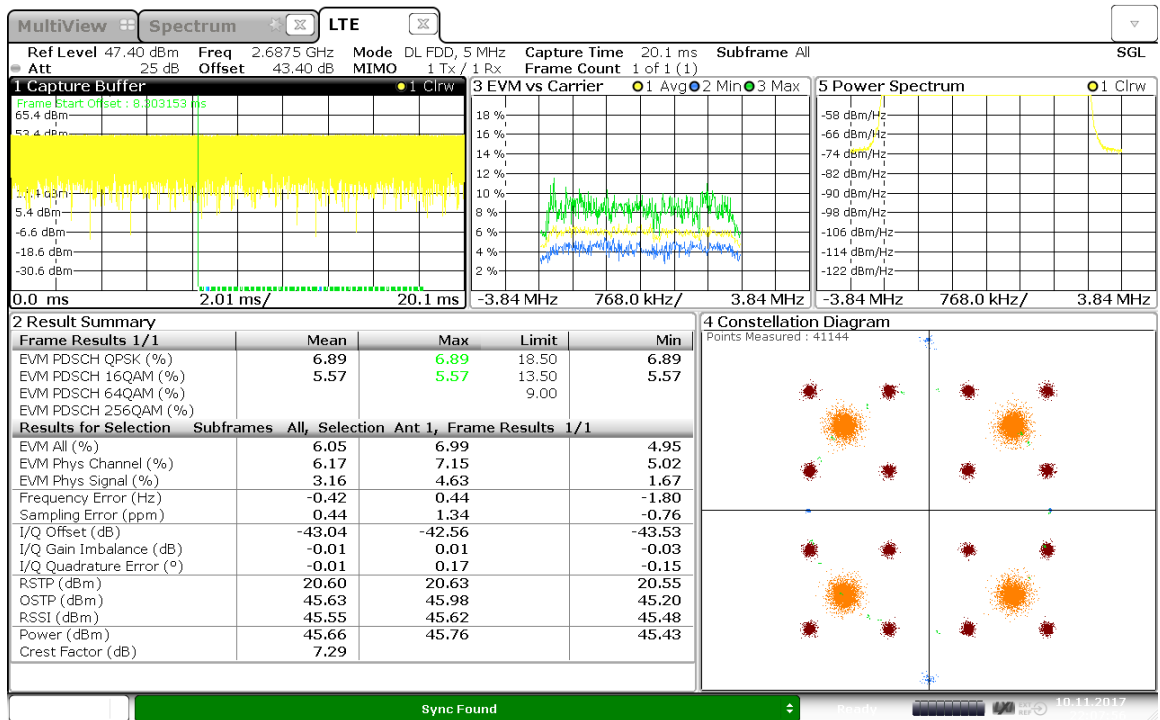 MultiView Spectrum LTE
Ref Level 47.40 dBm Freq 2.6875 GHz Mode DL FDD, 5 MHz Capture Time 20.1 ms Subframe All SGL
Att 25 dB Offset 43.40 dB MIMO 1 Tx / 1 Rx Frame Count 1 of 1 (1)
1 Capture Buffer 1 Clrw
Frame Start Offset : 8.303153 ms
65.4 dBm
53.4 dBm
5.4 dBm
-6.6 dBm
-18.6 dBm
-30.6 dBm
0.0 ms 2.01 ms/ 20.1 ms
3 EVM vs Carrier 1 Avg 2 Min 3 Max
18 %
16 %
14 %
12 %
10 %
8 %
6 %
4 %
2 %
-3.84 MHz 768.0 kHz/ 3.84 MHz
5 Power Spectrum 1 Clrw
-58 dBm/Hz
-66 dBm/Hz
-74 dBm/Hz
-82 dBm/Hz
-90 dBm/Hz
-98 dBm/Hz
-106 dBm/Hz
-114 dBm/Hz
-122 dBm/Hz
-3.84 MHz 768.0 kHz/ 3.84 MHz
2 Result Summary
Frame Results 1/1 Mean Max Limit Min
EVM PDSCH QPSK (%) 6.89 6.89 18.50 6.89
EVM PDSCH 16QAM (%) 5.57 5.57 13.50 5.57
EVM PDSCH 64QAM (%) 9.00
EVM PDSCH 256QAM (%)
Results for Selection Subframes All, Selection Ant 1, Frame Results 1/1
EVM All (%) 6.05 6.99 4.95
EVM Phys Channel (%) 6.17 7.15 5.02
EVM Phys Signal (%) 3.16 4.63 1.67
Frequency Error (Hz) -0.42 0.44 -1.80
Sampling Error (ppm) 0.44 1.34 -0.76
I/Q Offset (dB) -43.04 -42.56 -43.53
I/Q Gain Imbalance (dB) -0.01 0.01 -0.03
I/Q Quadrature Error (º) -0.01 0.17 -0.15
RSTP (dBm) 20.60 20.63 20.55
OSTP (dBm) 45.63 45.98 45.20
RSSI (dBm) 45.55 45.62 45.48
Power (dBm) 45.66 45.76 45.43
Crest Factor (dB) 7.29
4 Constellation Diagram
Points Measured : 41144
Sync Found
Ready
10.11.2017